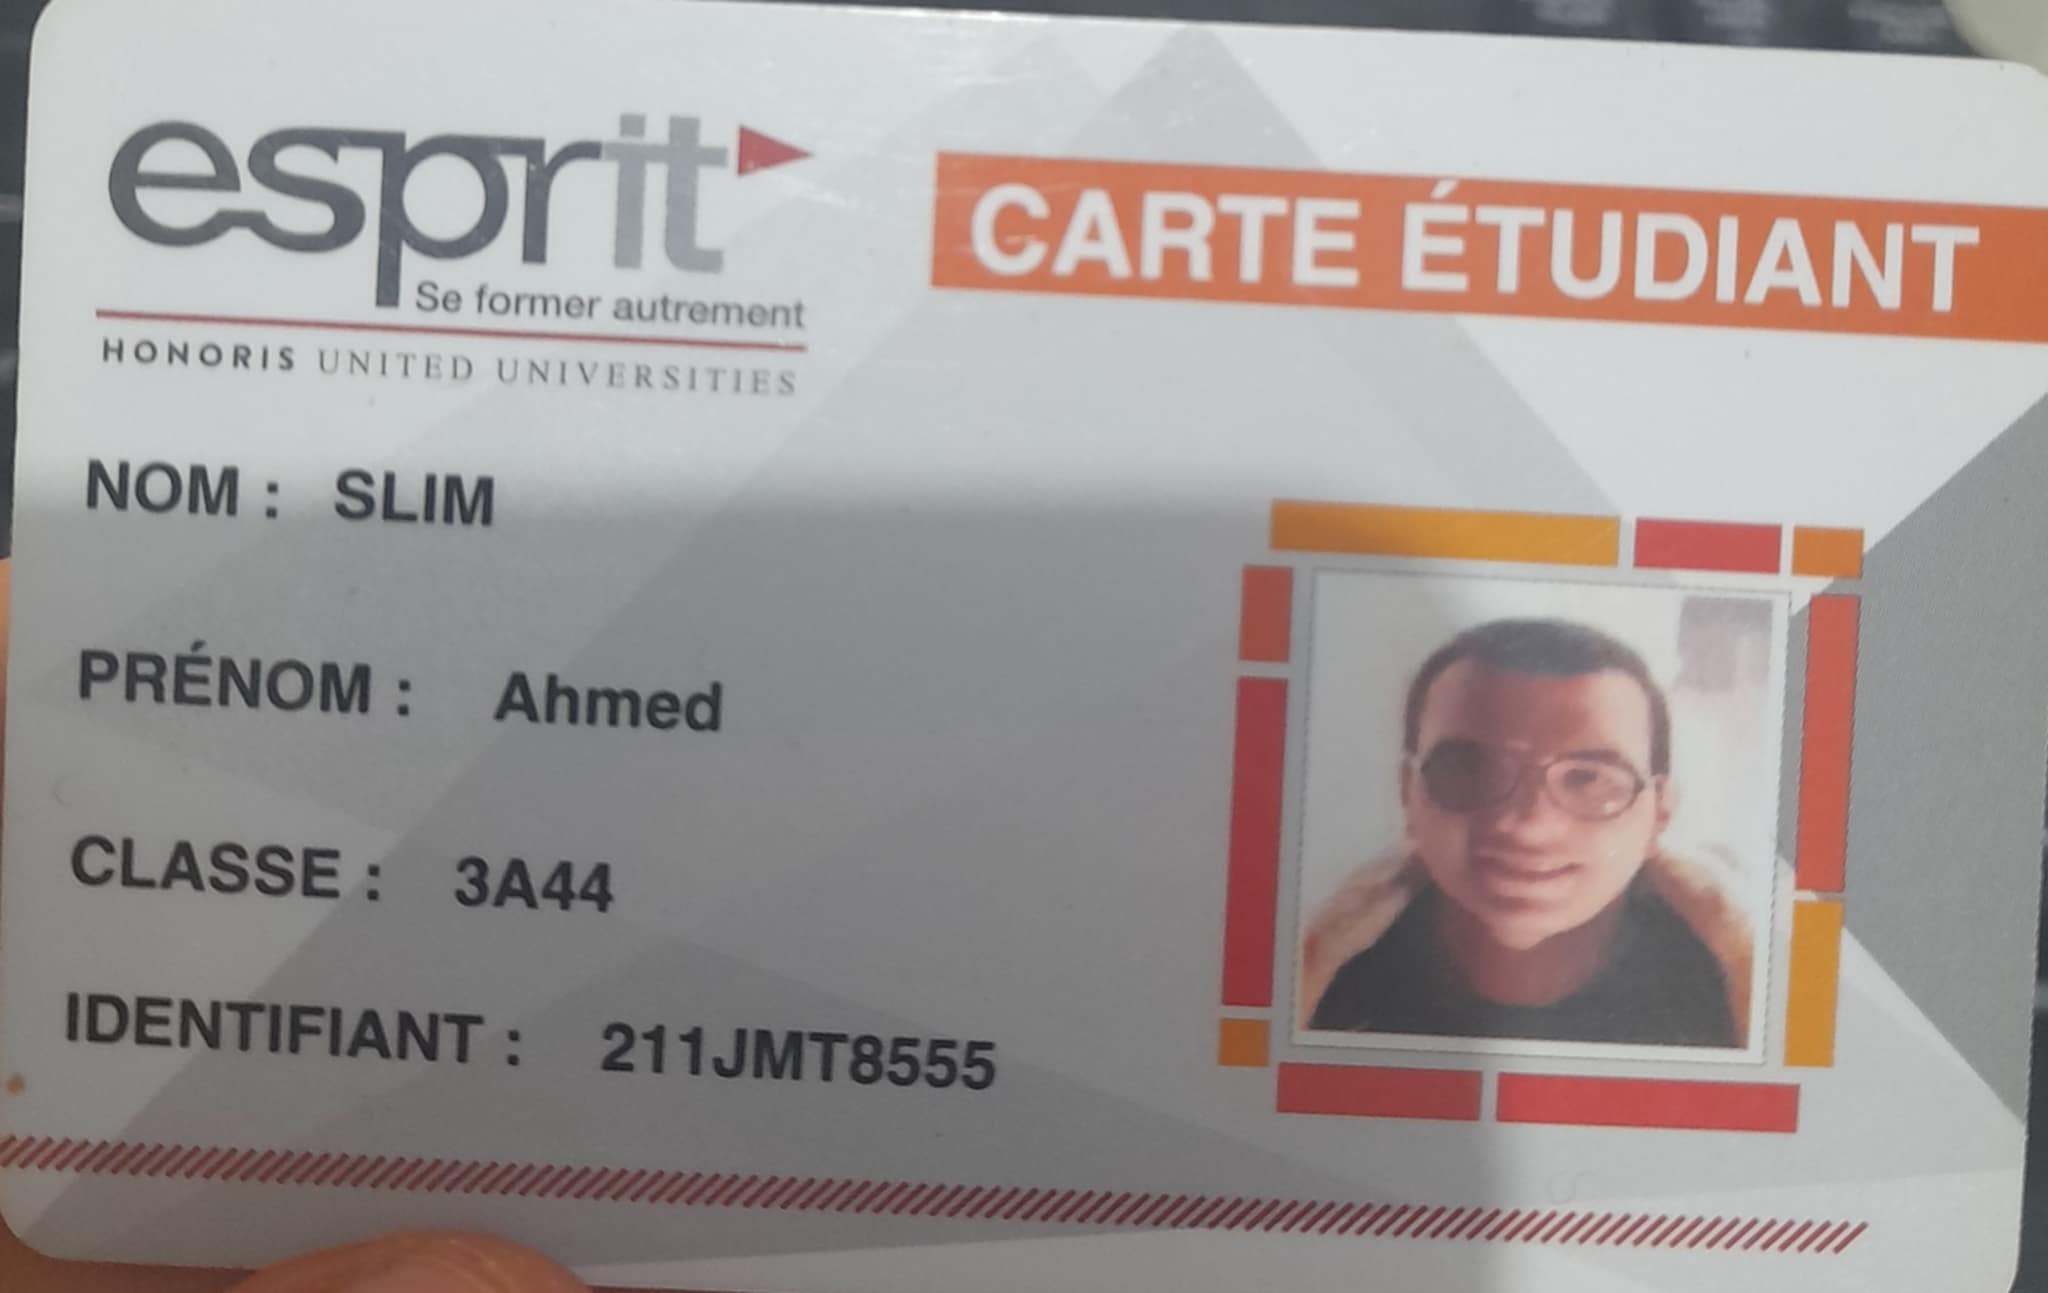 esprit
Se former autrement
HONORIS UNITED UNIVERSITIES
CARTE ÉTUDIANT
NOM : SLIM
PRÉNOM : Ahmed
CLASSE : 3A44
IDENTIFIANT : 211JMT8555